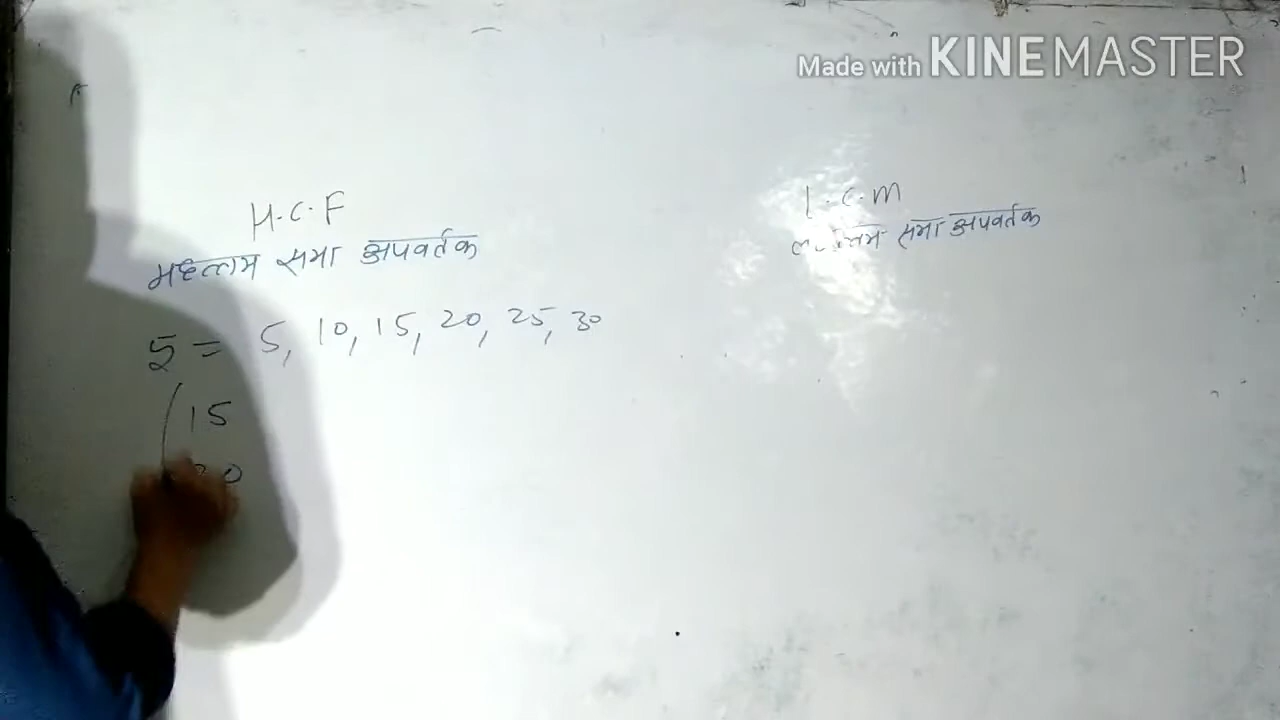 Made with KINEMASTER
H.C.F
महत्तम समा अपवर्तक
L.C.M
समा अपवर्तक
5 = 5, 10, 15, 20, 25, 30
15